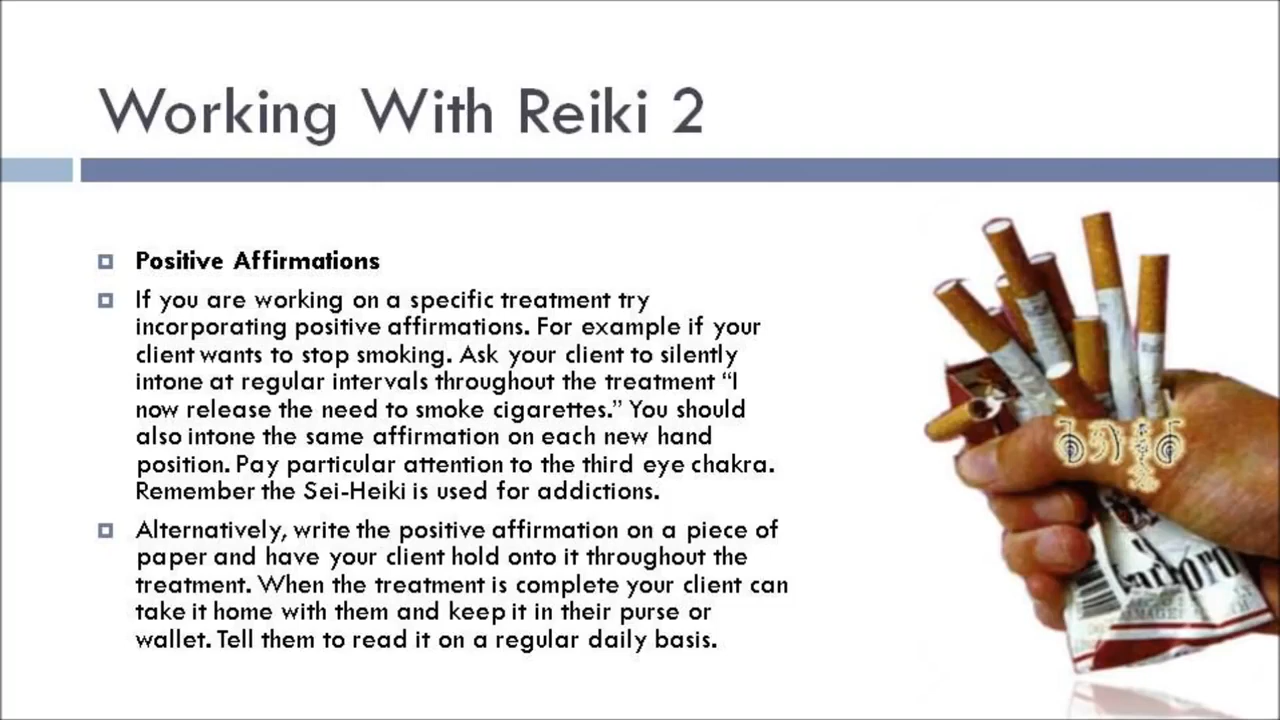 Working With Reiki 2
Positive Affirmations
If you are working on a specific treatment try
incorporating positive affirmations. For example if your
client wants to stop smoking. Ask your client to silently
intone at regular intervals throughout the treatment “I
now release the need to smoke cigarettes.” You should
also intone the same affirmation on each new hand
position. Pay particular attention to the third eye chakra.
Remember the Sei-Heiki is used for addictions.
Alternatively, write the positive affirmation on a piece of
paper and have your client hold onto it throughout the
treatment. When the treatment is complete your client can
take it home with them and keep it in their purse or
wallet. Tell them to read it on a regular daily basis.